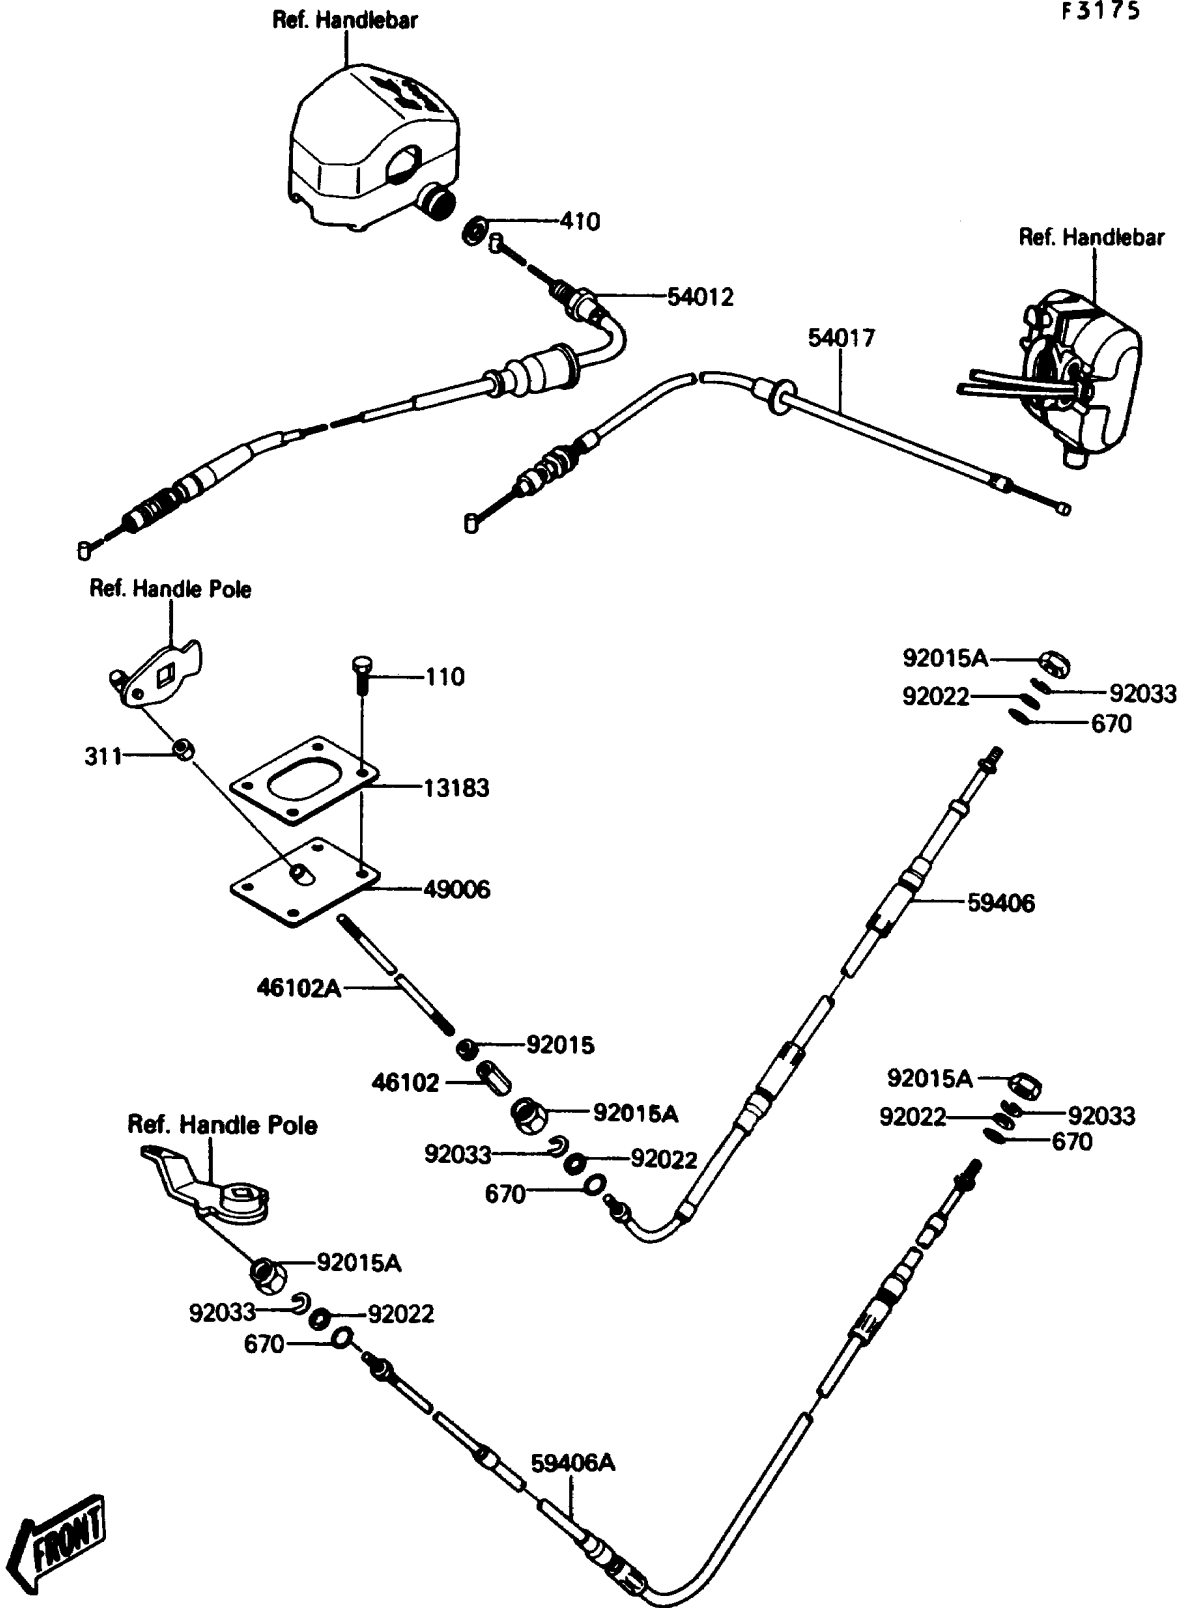 F3175
Ref. Handlebar
410
Ref. Handlebar
54012
54017
Ref. Handle Pole
92015A
110
92022
92033
670
311
13183
49006
59406
46102A
92015
92015A
46102
92015A
92022
92033
Ref. Handle Pole
670
92033
92022
670
92015A
92033
92022
670
59406A
FRONT